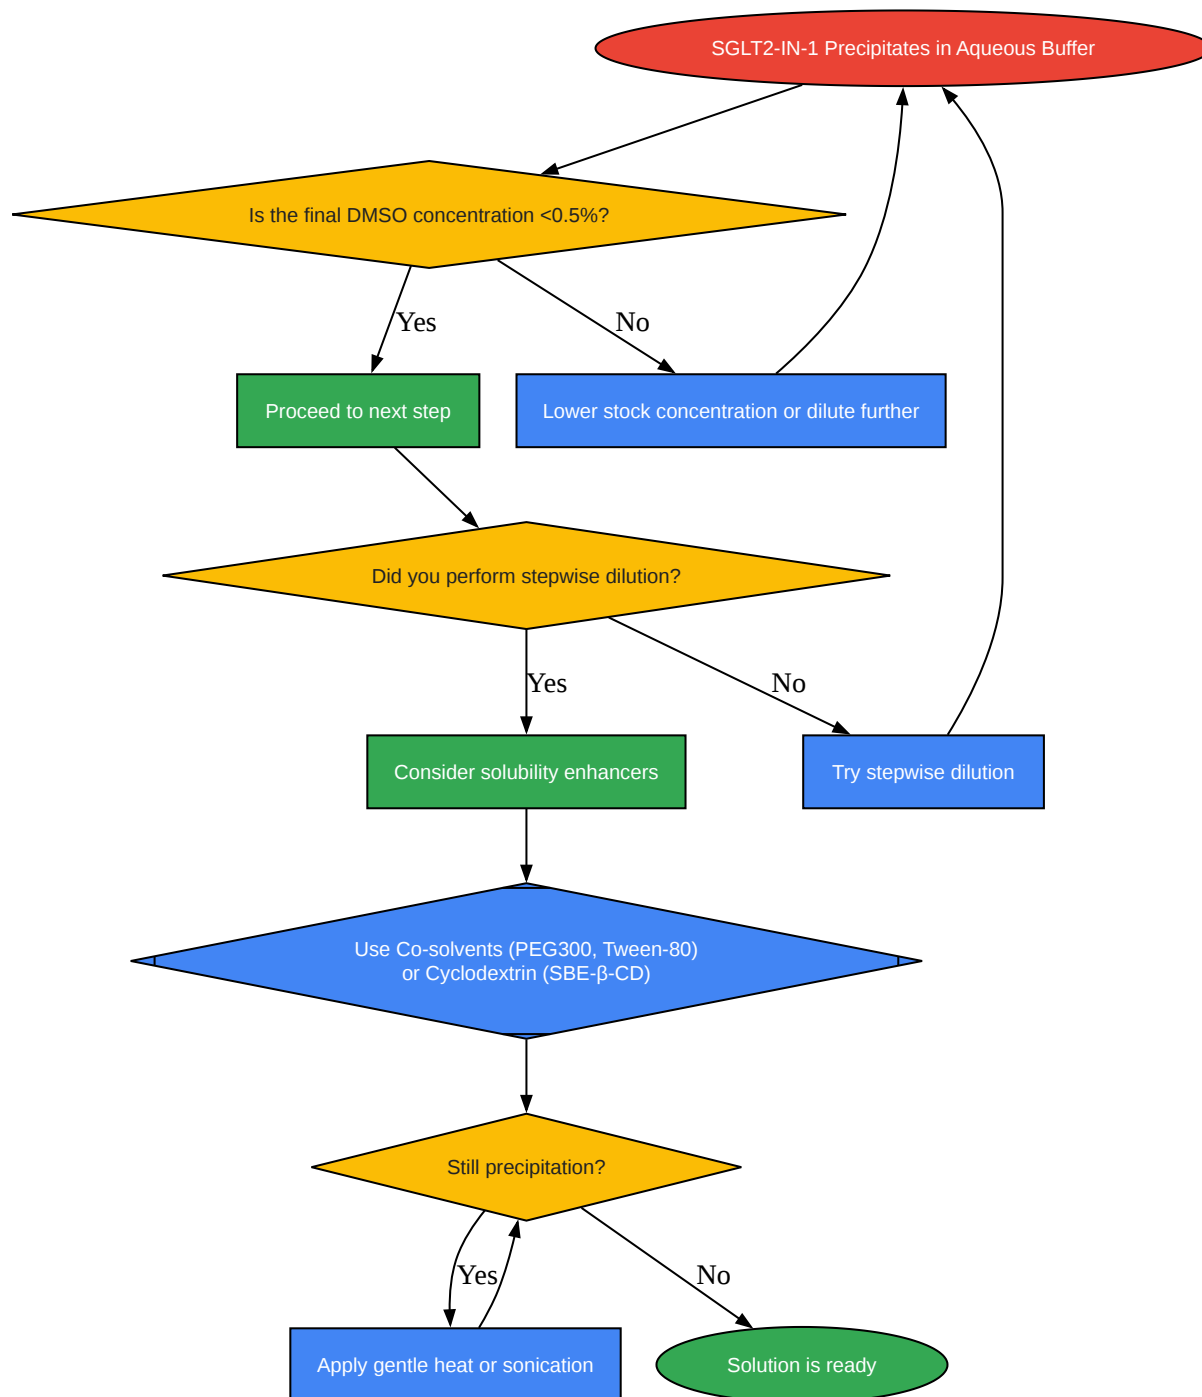 SGLT2-IN-1 Precipitates in Aqueous Buffer
Is the final DMSO concentration <0.5%?
Yes
No
Proceed to next step
Lower stock concentration or dilute further
Did you perform stepwise dilution?
Yes
No
Consider solubility enhancers
Try stepwise dilution
Use Co-solvents (PEG300, Tween-80)
or Cyclodextrin (SBE-β-CD)
Still precipitation?
Yes
No
Apply gentle heat or sonication
Solution is ready